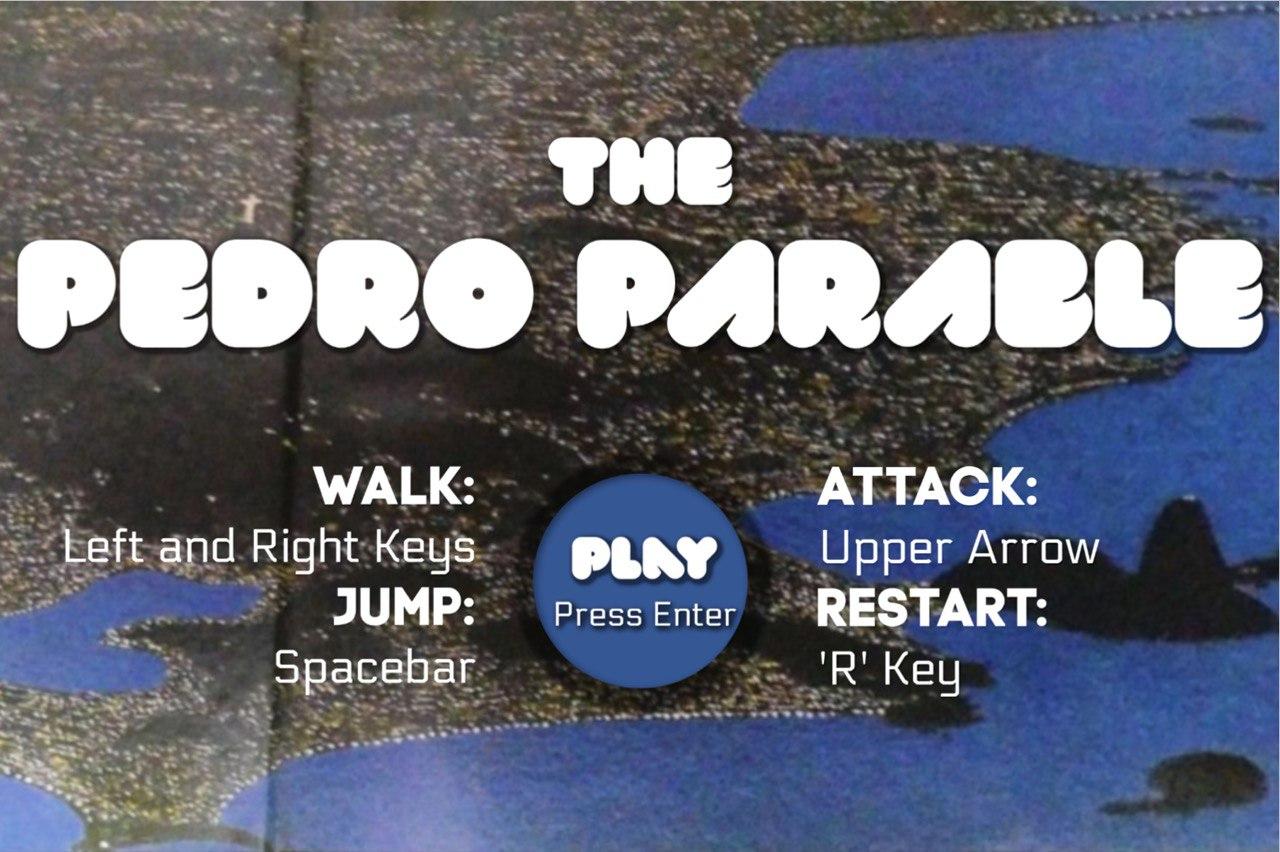 THE
PEDRO PARABLE
WALK:
Left and Right Keys
JUMP:
Spacebar
PLAY
Press Enter
ATTACK:
Upper Arrow
RESTART:
'R' Key